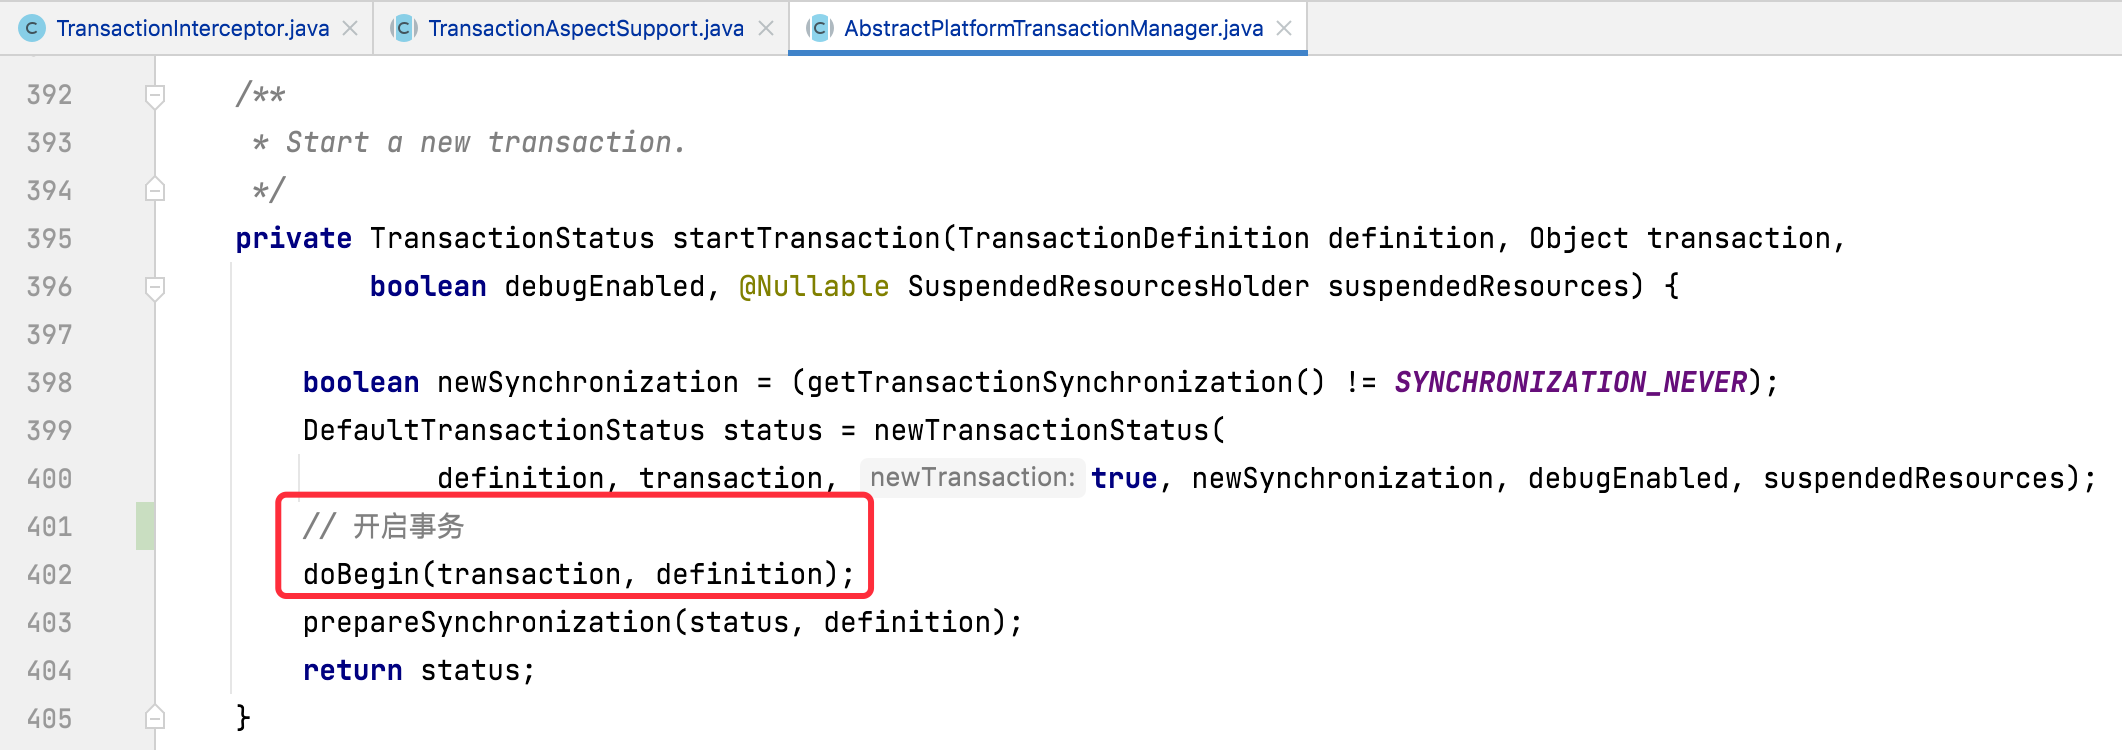 TransactionInterceptor.java TransactionAspectSupport.java AbstractPlatformTransactionManager.java
392 /**
393 * Start a new transaction.
394 */
395 private TransactionStatus startTransaction(TransactionDefinition definition, Object transaction,
396 boolean debugEnabled, @Nullable SuspendedResourcesHolder suspendedResources) {
397
398 boolean newSynchronization = (getTransactionSynchronization() != SYNCHRONIZATION_NEVER);
399 DefaultTransactionStatus status = newTransactionStatus(
400 definition, transaction, newTransaction: true, newSynchronization, debugEnabled, suspendedResources);
401 // 开启事务
402 doBegin(transaction, definition);
403 prepareSynchronization(status, definition);
404 return status;
405 }